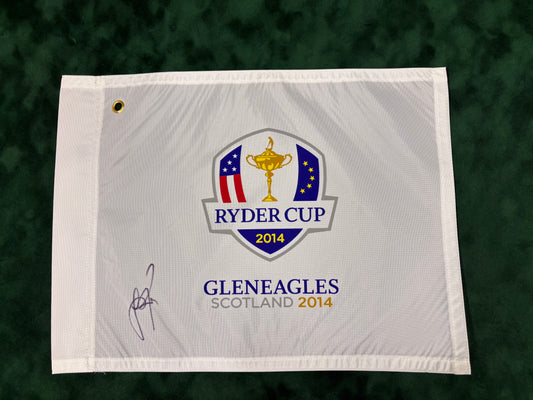 RYDER CUP
2014
GLENEAGLES
SCOTLAND 2014